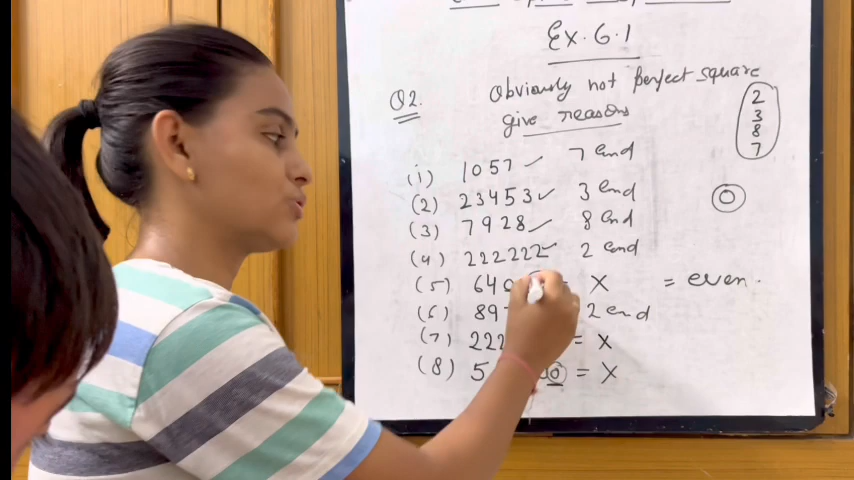 Ex. 6.1
Q2. Obviously not perfect square
give reasons
2
3
8
7
0
(i) 1057 ✓ 7 end
(2) 23453 ✓ 3 end
(3) 7928 ✓ 8 end
(4) 222222 ✓ 2 end
(5) 640 = X = even.
(6) 89 2 end
(7) 222 = X
(8) 5 00 = X